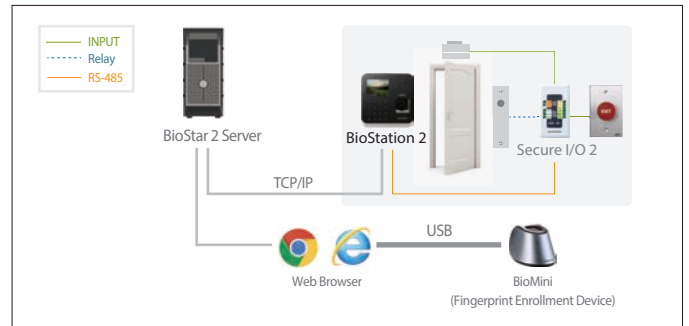 INPUT
Relay
RS-485
BioStar 2 Server
BioStation 2
EXIT
Secure I/O 2
TCP/IP
USB
Web Browser
BioMini
(Fingerprint Enrollment Device)